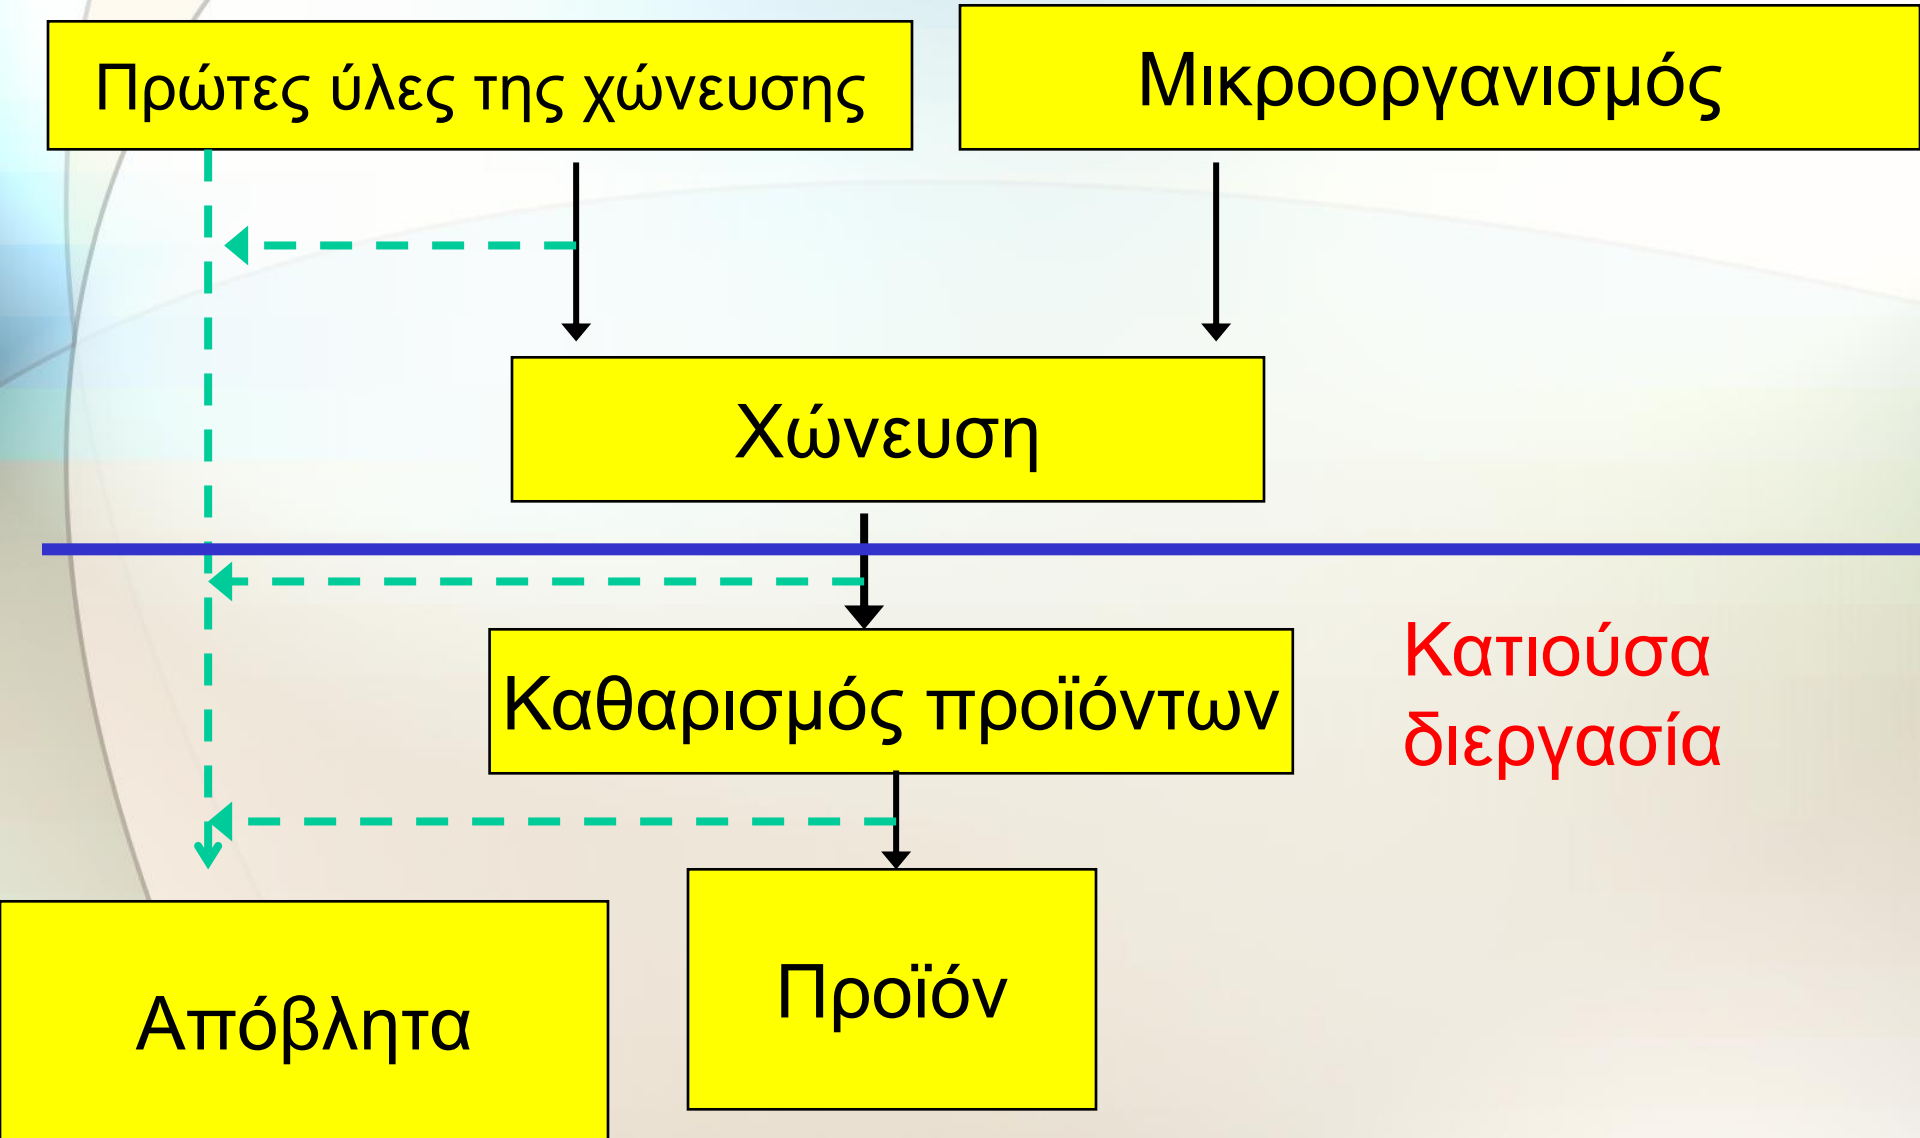 Πρώτες ύλες της χώνευσης
Μικροοργανισμός
Χώνευση
Καθαρισμός προϊόντων
Κατιούσα
διεργασία
Προϊόν
Απόβλητα